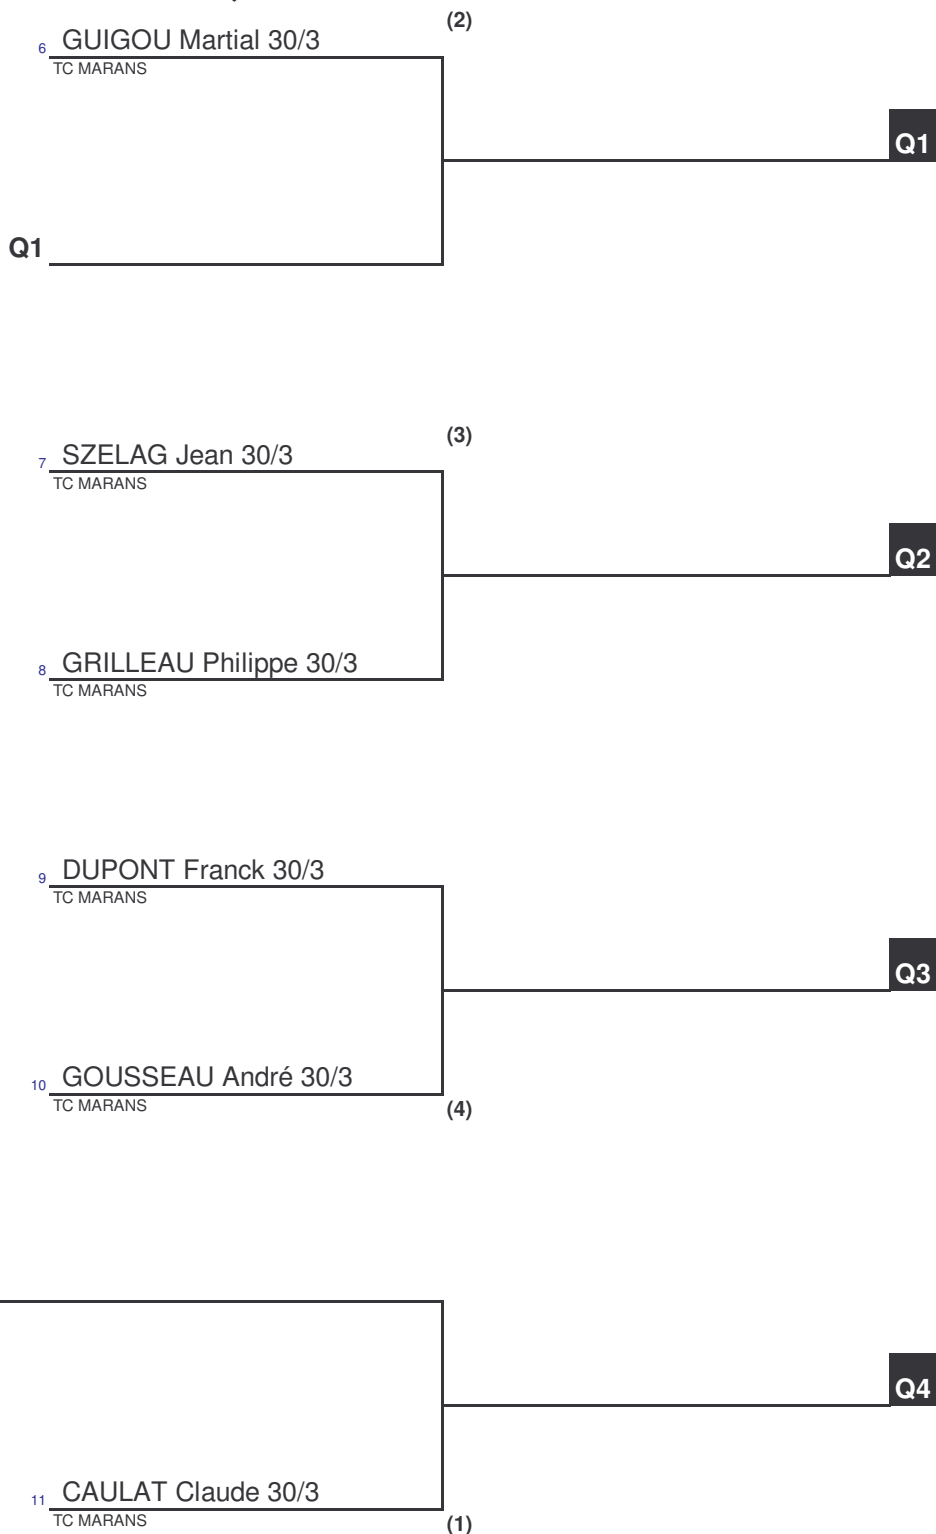 (2)
6 GUIGOU Martial 30/3
TC MARANS
Q1
Q1
(3)
7 SZELAG Jean 30/3
TC MARANS
Q2
8 GRILLEAU Philippe 30/3
TC MARANS
9 DUPONT Franck 30/3
TC MARANS
Q3
10 GOUSSEAU André 30/3
TC MARANS
(4)
Q4
11 CAULAT Claude 30/3
TC MARANS
(1)